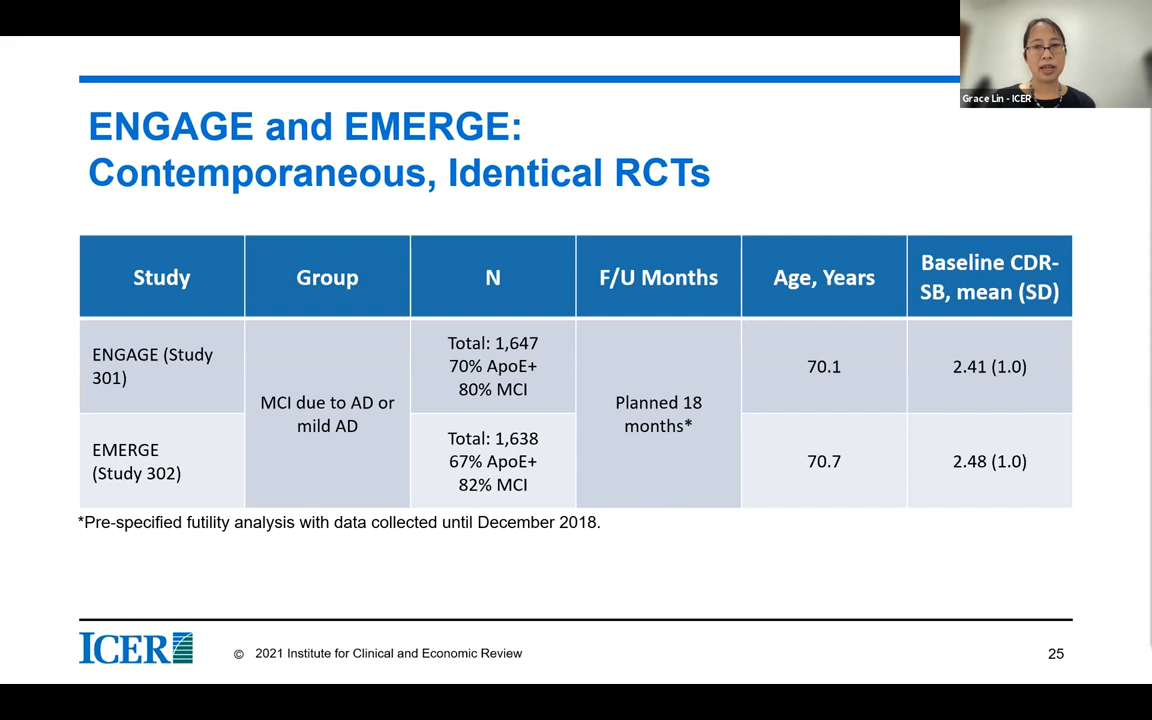 Grace Lin - ICER
ENGAGE and EMERGE:
Contemporaneous, Identical RCTs
Study
Group
N
F/U Months
Age, Years
Baseline CDR-
SB, mean (SD)
ENGAGE (Study
301)
MCI due to AD or
mild AD
Total: 1,647
70% ApoE+
80% MCI
Planned 18
months*
70.1
2.41 (1.0)
EMERGE
(Study 302)
Total: 1,638
67% ApoE+
82% MCI
70.7
2.48 (1.0)
*Pre-specified futility analysis with data collected until December 2018.
ICER
© 2021 Institute for Clinical and Economic Review
25